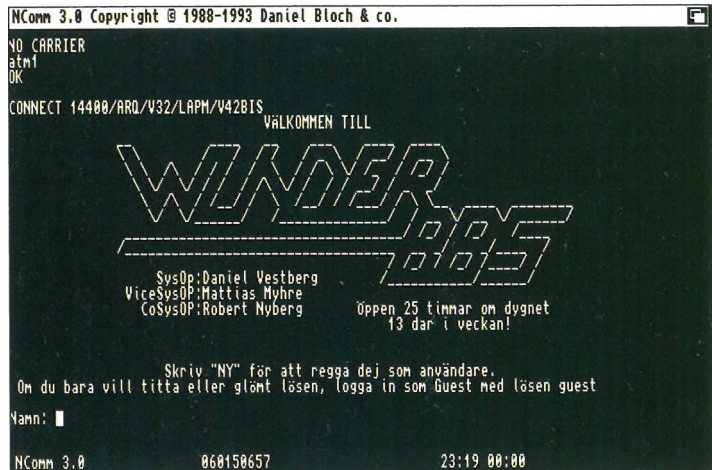 NComm 3.0 Copyright © 1988-1993 Daniel Bloch & co.
NO CARRIER
atm1
OK
CONNECT 14400/ARQ/V32/LAPM/V42BIS
VÄLKOMMEN TILL
WUNDER
BBS
SysOp:Daniel Vestberg
ViceSysOP:Mattias Myhre
CoSysOP:Robert Nyberg
Öppen 25 timmar om dygnet
13 dar i veckan!
Skriv "NY" för att regga dej som användare.
Om du bara vill titta eller glömt lösen, logga in som Guest med lösen guest
Namn:
NComm 3.0 060150657 23:19 00:00